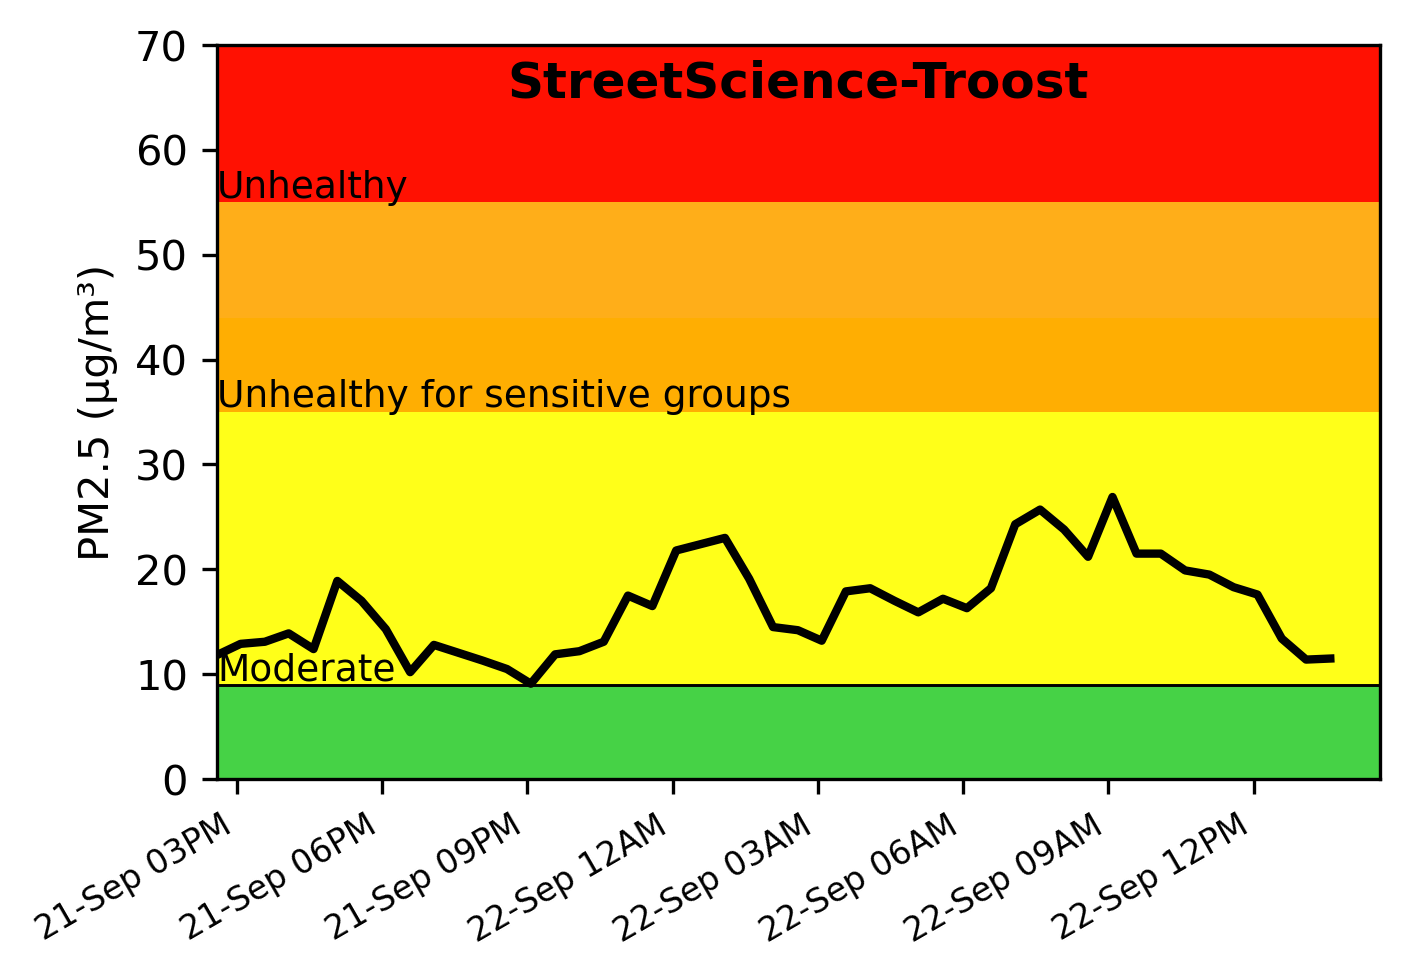 StreetScience-Troost
70
60
Unhealthy
50
40
Unhealthy for sensitive groups
30
20
10
Moderate
0
PM2.5 (µg/m³)
21-Sep 03PM
21-Sep 06PM
21-Sep 09PM
22-Sep 12AM
22-Sep 03AM
22-Sep 06AM
22-Sep 09AM
22-Sep 12PM